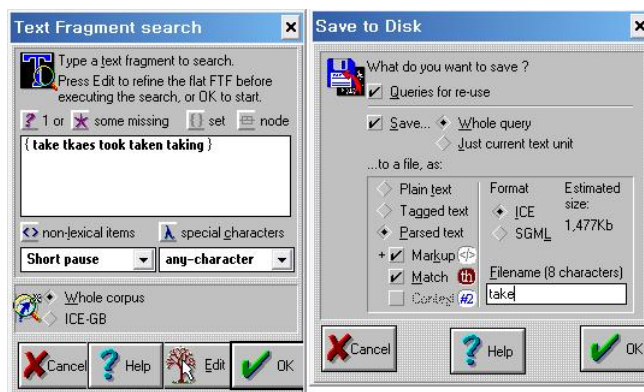 Text Fragment search
Type a text fragment to search.
Press Edit to refine the flat FTF before
executing the search, or OK to start.
? 1 or * some missing {} set node
{ take tkaes took taken taking }
<> non-lexical items λ special characters
Short pause any-character
Whole corpus
ICE-GB
Cancel ? Help Edit OK
Save to Disk
What do you want to save ?
Queries for re-use
Save... Whole query
Just current text unit
...to a file, as:
Plain text
Tagged text
Parsed text
+ Markup </>
Match th
Context #2
Format
ICE
SGML
Estimated
size:
1,477Kb
Filename (8 characters)
take
Cancel ? Help OK